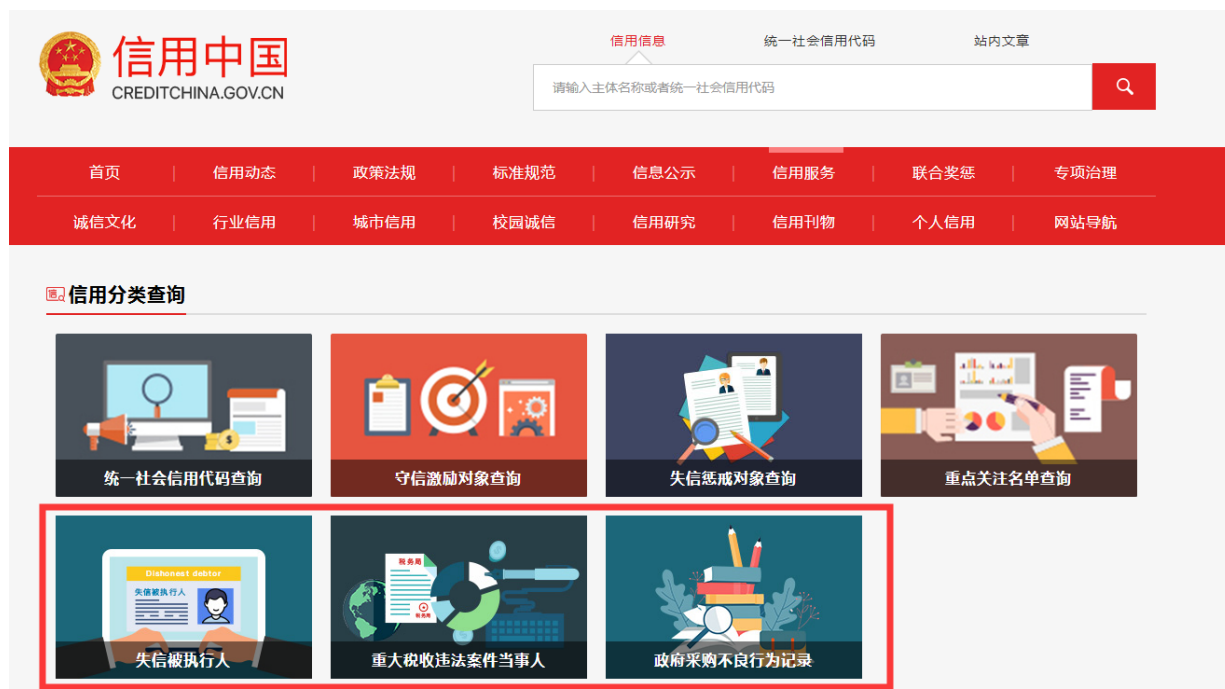 信用中国
CREDITCHINA.GOV.CN
信用信息 统一社会信用代码 站内文章
请输入主体名称或者统一社会信用代码
首页 信用动态 政策法规 标准规范 信息公示 信用服务 联合奖惩 专项治理
诚信文化 行业信用 城市信用 校园诚信 信用研究 信用刊物 个人信用 网站导航
信 信用分类查询
统一社会信用代码查询 守信激励对象查询 失信惩戒对象查询 重点关注名单查询
Dishonest debtor
失信被执行人
税务局
税务局
失信被执行人 重大税收违法案件当事人 政府采购不良行为记录